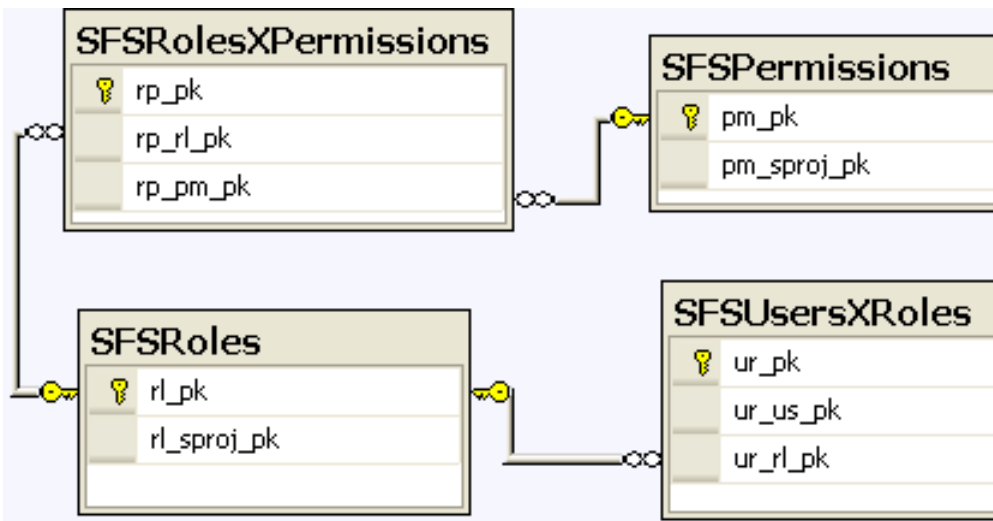 SFSRolesXPermissions
rp_pk
rp_rl_pk
rp_pm_pk
SFSPermissions
pm_pk
pm_sproj_pk
SFSRoles
rl_pk
rl_sproj_pk
SFSUsersXRoles
ur_pk
ur_us_pk
ur_rl_pk